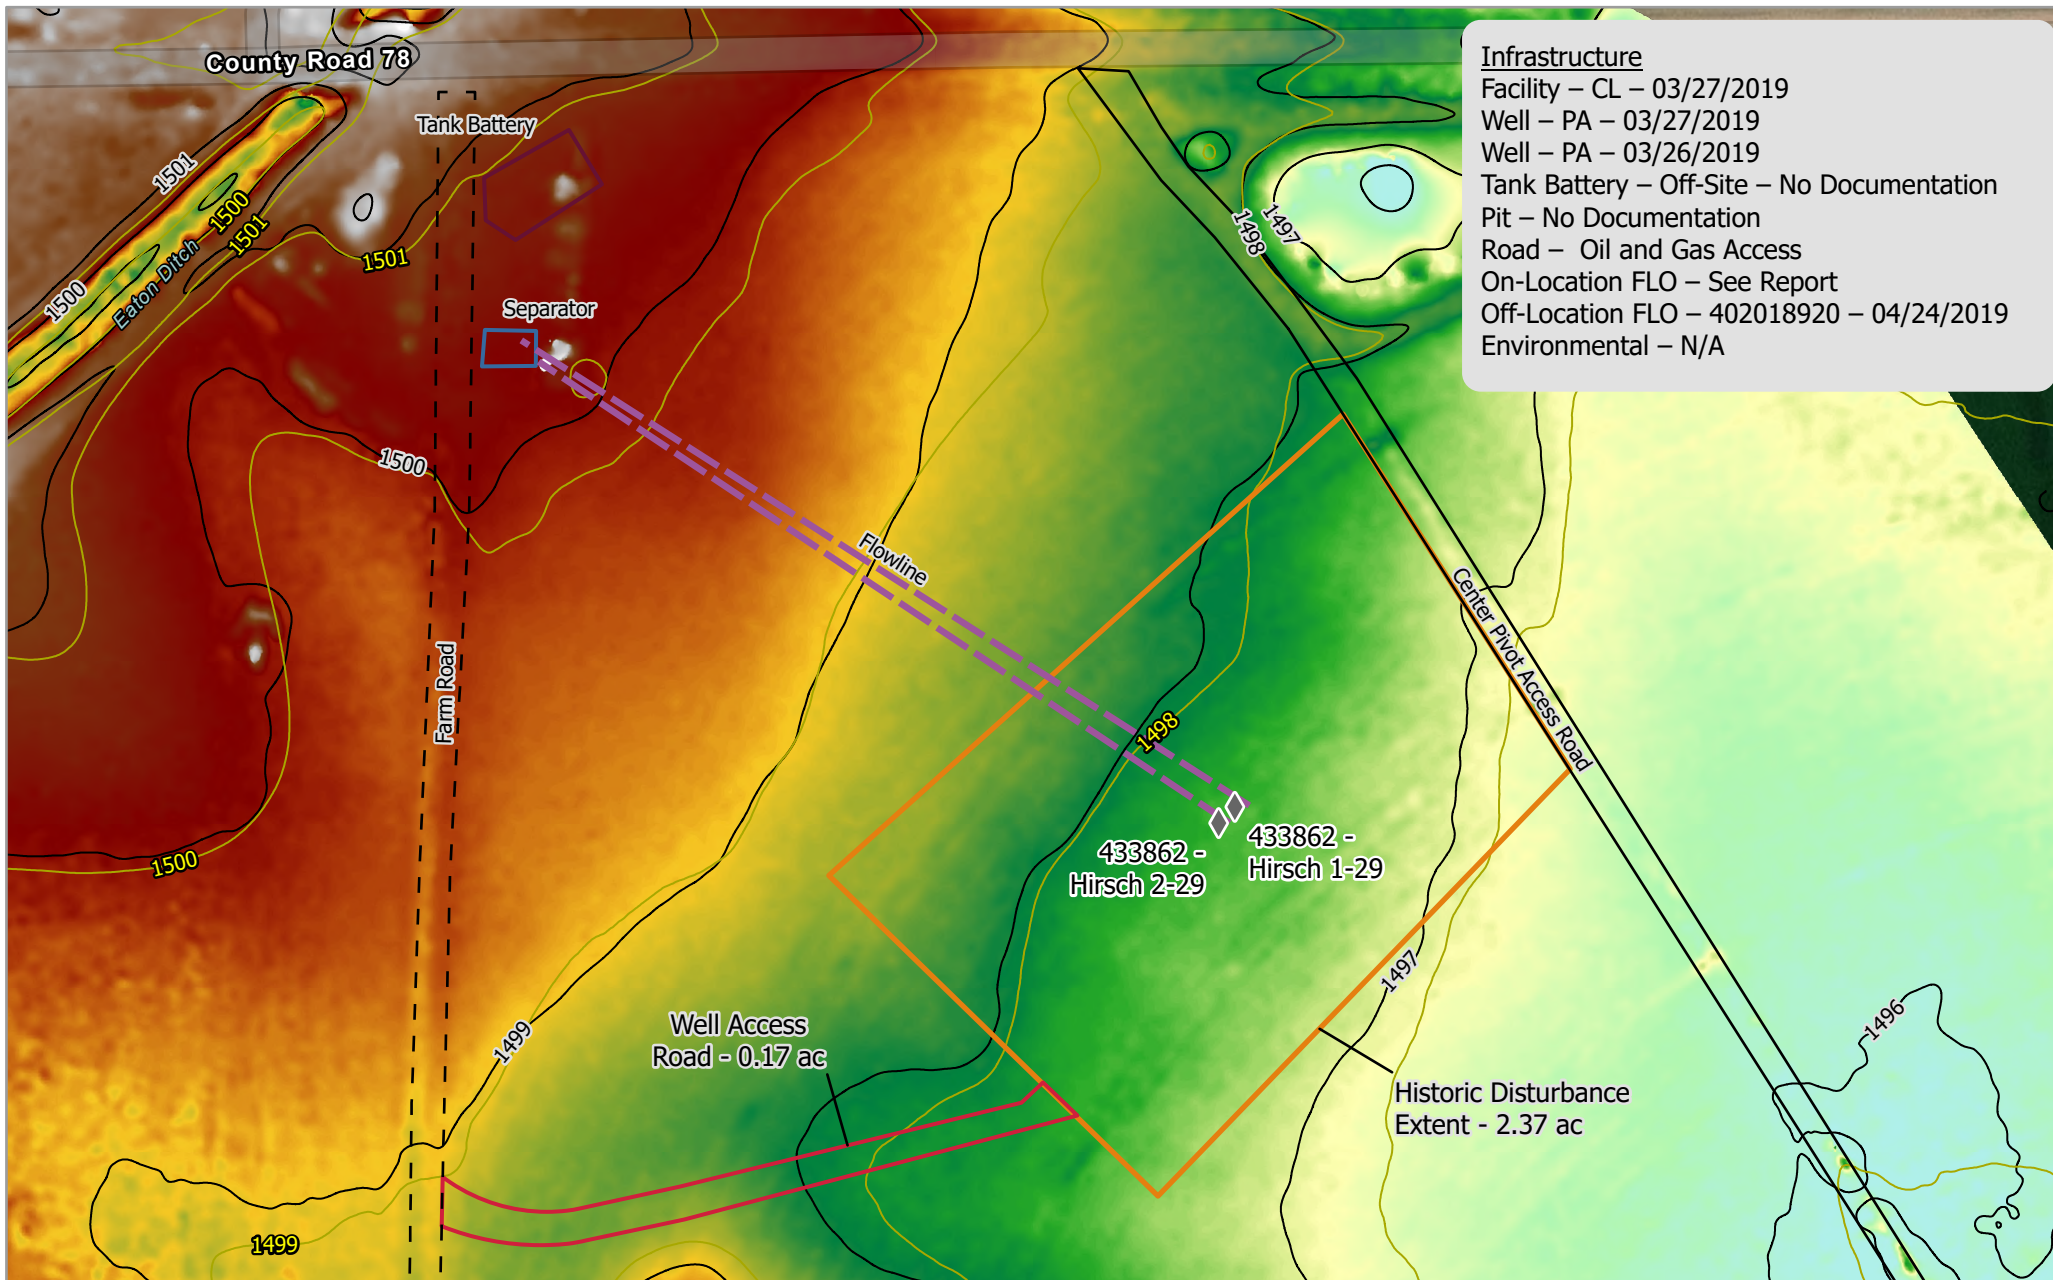 County Road 78
Infrastructure
Facility – CL – 03/27/2019
Well – PA – 03/27/2019
Well – PA – 03/26/2019
Tank Battery – Off-Site – No Documentation
Pit – No Documentation
Road –  Oil and Gas Access
On-Location FLO – See Report
Off-Location FLO – 402018920 – 04/24/2019
Environmental – N/A
Tank Battery
1501
1500
1501
1501
1500
Eaton Ditch
1497
1498
Separator
1500
Flowline
Center Pivot Access Road
Farm Road
1498
433862 -
Hirsch 1-29
433862 -
Hirsch 2-29
1500
1497
1496
1499
Well Access
Road - 0.17 ac
Historic Disturbance
Extent - 2.37 ac
1499